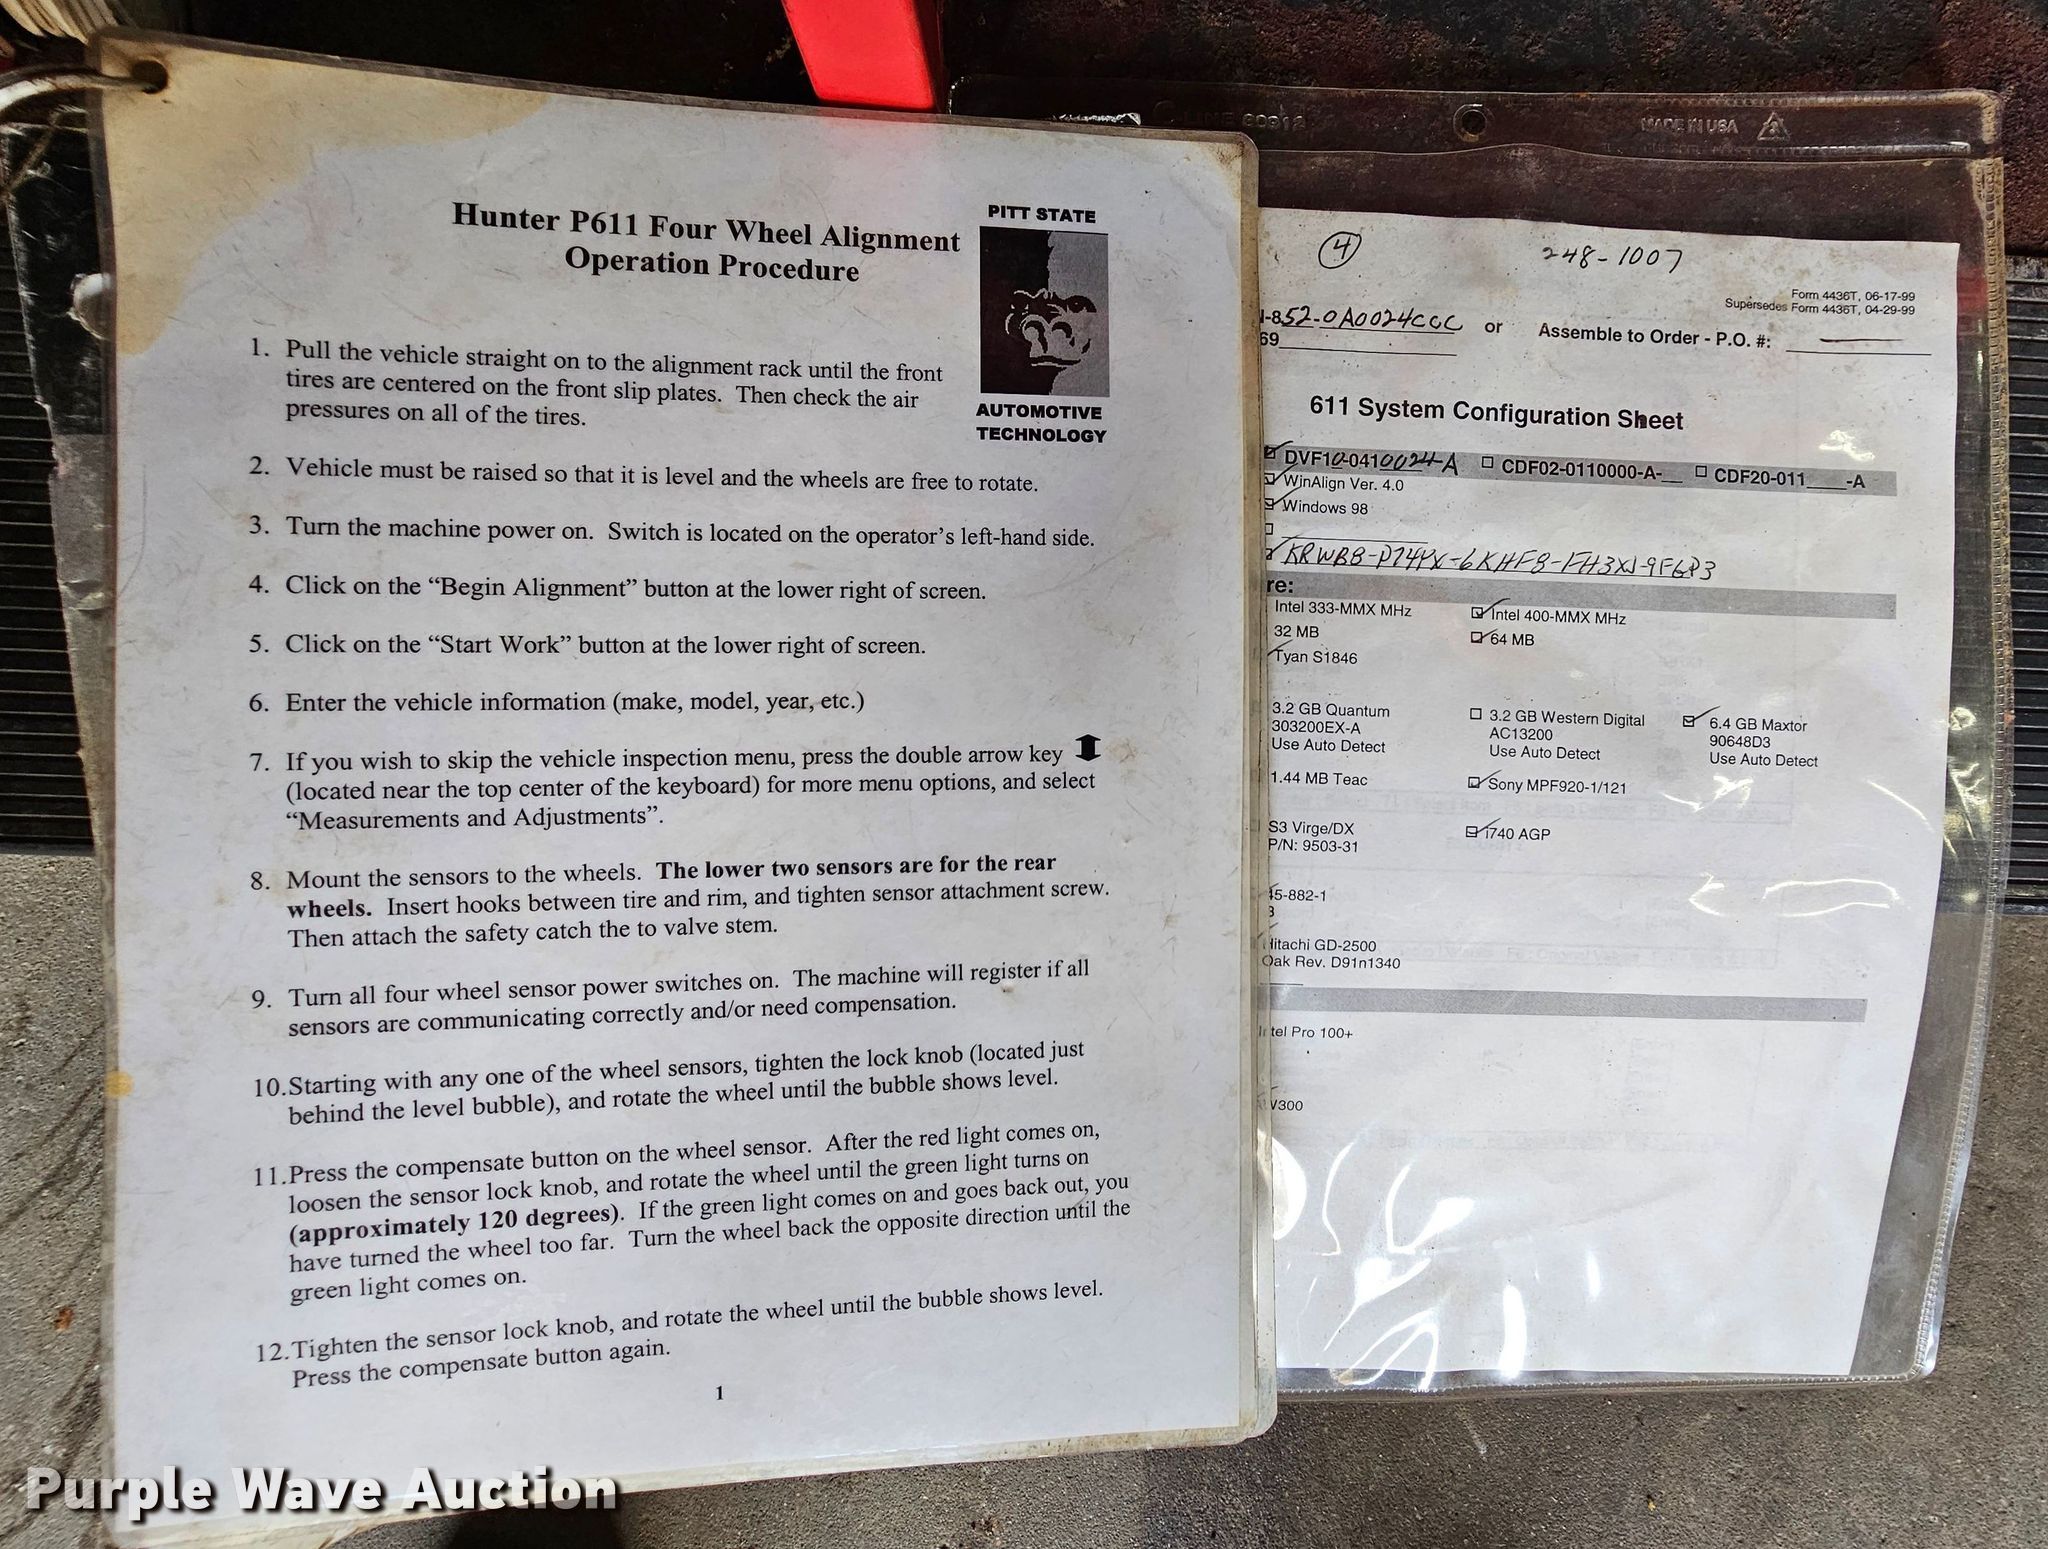 Hunter P611 Four Wheel Alignment
Operation Procedure
PITT STATE
AUTOMOTIVE
TECHNOLOGY
1. Pull the vehicle straight on to the alignment rack until the front
tires are centered on the front slip plates. Then check the air
pressures on all of the tires.
2. Vehicle must be raised so that it is level and the wheels are free to rotate.
3. Turn the machine power on. Switch is located on the operator's left-hand side.
4. Click on the “Begin Alignment” button at the lower right of screen.
5. Click on the “Start Work” button at the lower right of screen.
6. Enter the vehicle information (make, model, year, etc.)
7. If you wish to skip the vehicle inspection menu, press the double arrow key
(located near the top center of the keyboard) for more menu options, and select
“Measurements and Adjustments”.
8. Mount the sensors to the wheels. The lower two sensors are for the rear
wheels. Insert hooks between tire and rim, and tighten sensor attachment screw.
Then attach the safety catch the to valve stem.
9. Turn all four wheel sensor power switches on. The machine will register if all
sensors are communicating correctly and/or need compensation.
10.Starting with any one of the wheel sensors, tighten the lock knob (located just
behind the level bubble), and rotate the wheel until the bubble shows level.
11.Press the compensate button on the wheel sensor. After the red light comes on,
loosen the sensor lock knob, and rotate the wheel until the green light turns on
(approximately 120 degrees). If the green light comes on and goes back out, you
have turned the wheel too far. Turn the wheel back the opposite direction until the
green light comes on.
12.Tighten the sensor lock knob, and rotate the wheel until the bubble shows level.
Press the compensate button again.
1
MADE IN USA
4
248-1007
Form 4436T, 06-17-99
Supersedes Form 4436T, 04-29-99
-852-0A0024CCC or Assemble to Order - P.O. #:
69
611 System Configuration Sheet
DVF10-0410024-A CDF02-0110000-A-__ CDF20-011____-A
WinAlign Ver. 4.0
Windows 98
re:
Intel 333-MMX MHz Intel 400-MMX MHz
32 MB 64 MB
Tyan S1846
3.2 GB Quantum 3.2 GB Western Digital 6.4 GB Maxtor
303200EX-A AC13200 90648D3
Use Auto Detect Use Auto Detect Use Auto Detect
1.44 MB Teac Sony MPF920-1/121
S3 Virge/DX i740 AGP
P/N: 9503-31
45-882-1
Hitachi GD-2500
Oak Rev. D91n1340
Intel Pro 100+
Purple Wave Auction